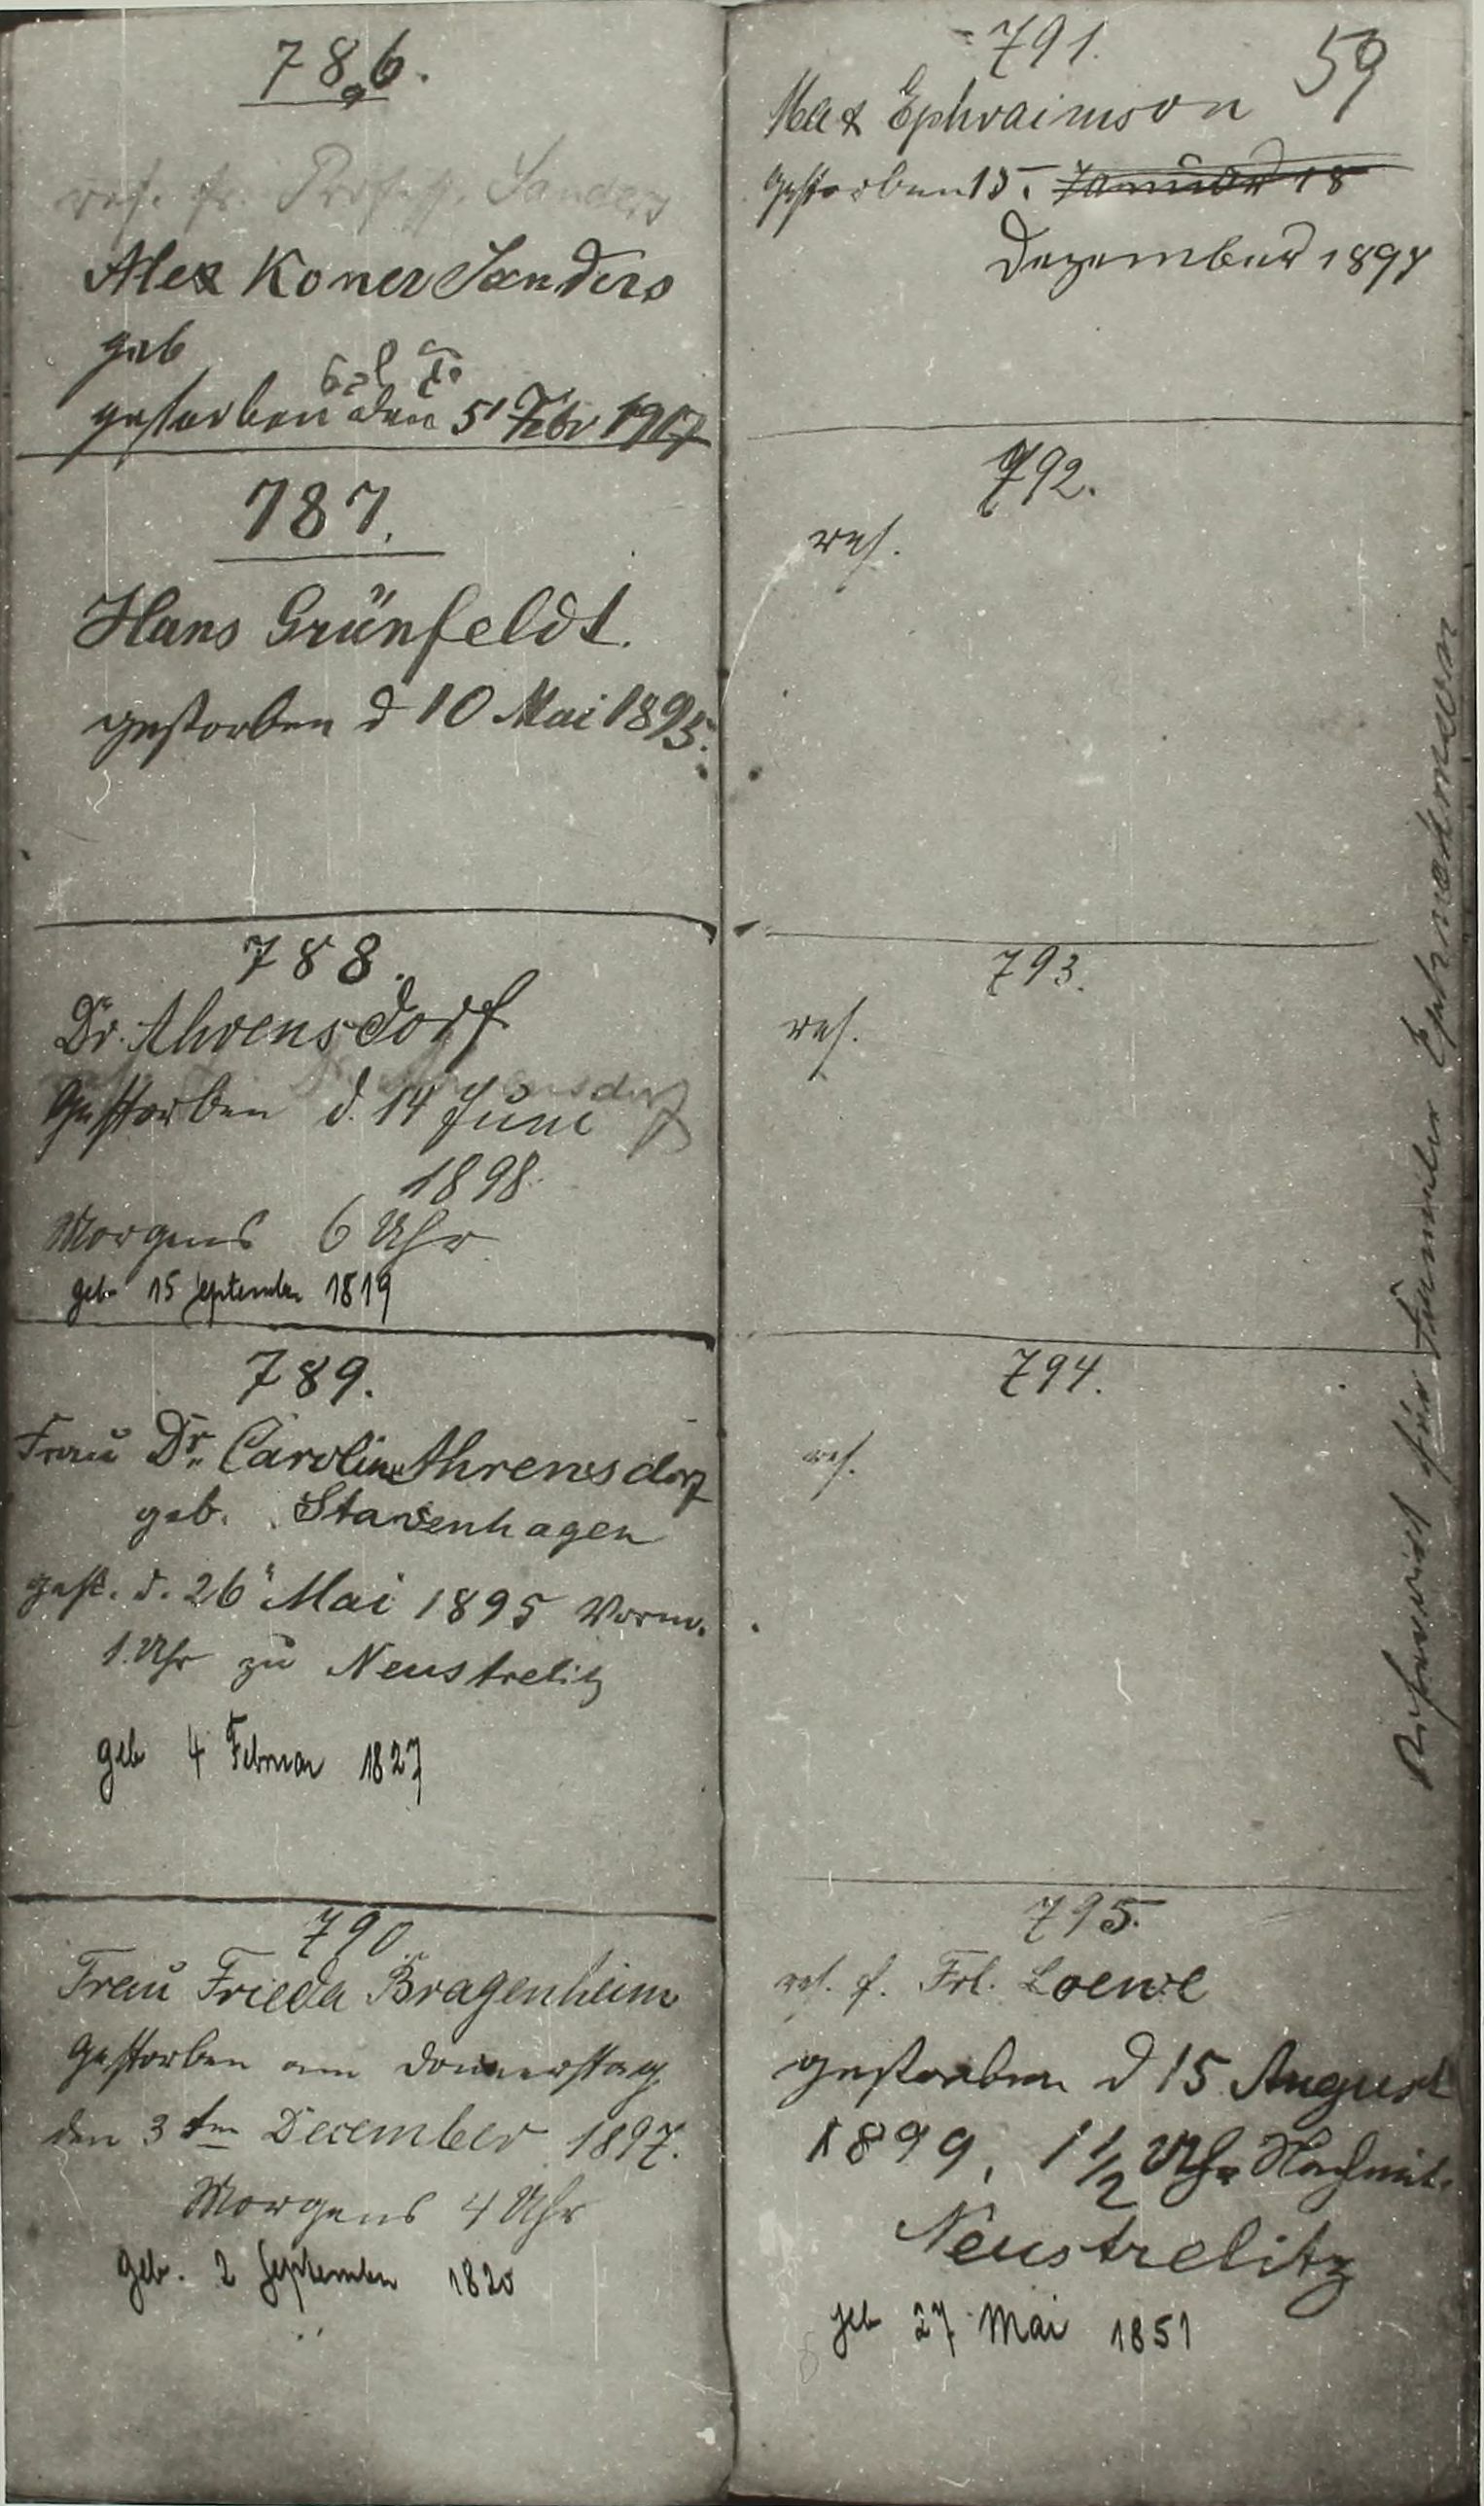 786.
res. fr. Profess. Sanders
Alex Koner Sanders
geb
gestorben den 5' Febr 1917
787.
Hans Grünfeldt.
gestorben d 10 Mai 1895.
788.
Dr. Ahrensdorf
Gestorben d. 14 Juni
1898.
Morgens 6 Uhr
geb. 15 September 1819
789.
Frau Dr. Caroline Ahrensdorf
geb. Stavenhagen
gest. d. 26 Mai 1895 Vorm.
1. Uhr zu Neustrelitz
geb 4 Februar 1827
790
Frau Frieda Bragenheim
Gestorben am Donnerstag
den 3ten December 1897.
Morgens 4 Uhr
geb. 2 September 1820
791.
59
Max Ephraimson
Gestorben 15. Januar 18
Dezember 1897
792.
res.
793.
res.
794.
res.
Reservirt für Familie
795.
res. f. Frl. Loewe
gestorben d 15 August
1899, 1 1/2 Uhr Nachmit.
Neustrelitz
geb 27 Mai 1851